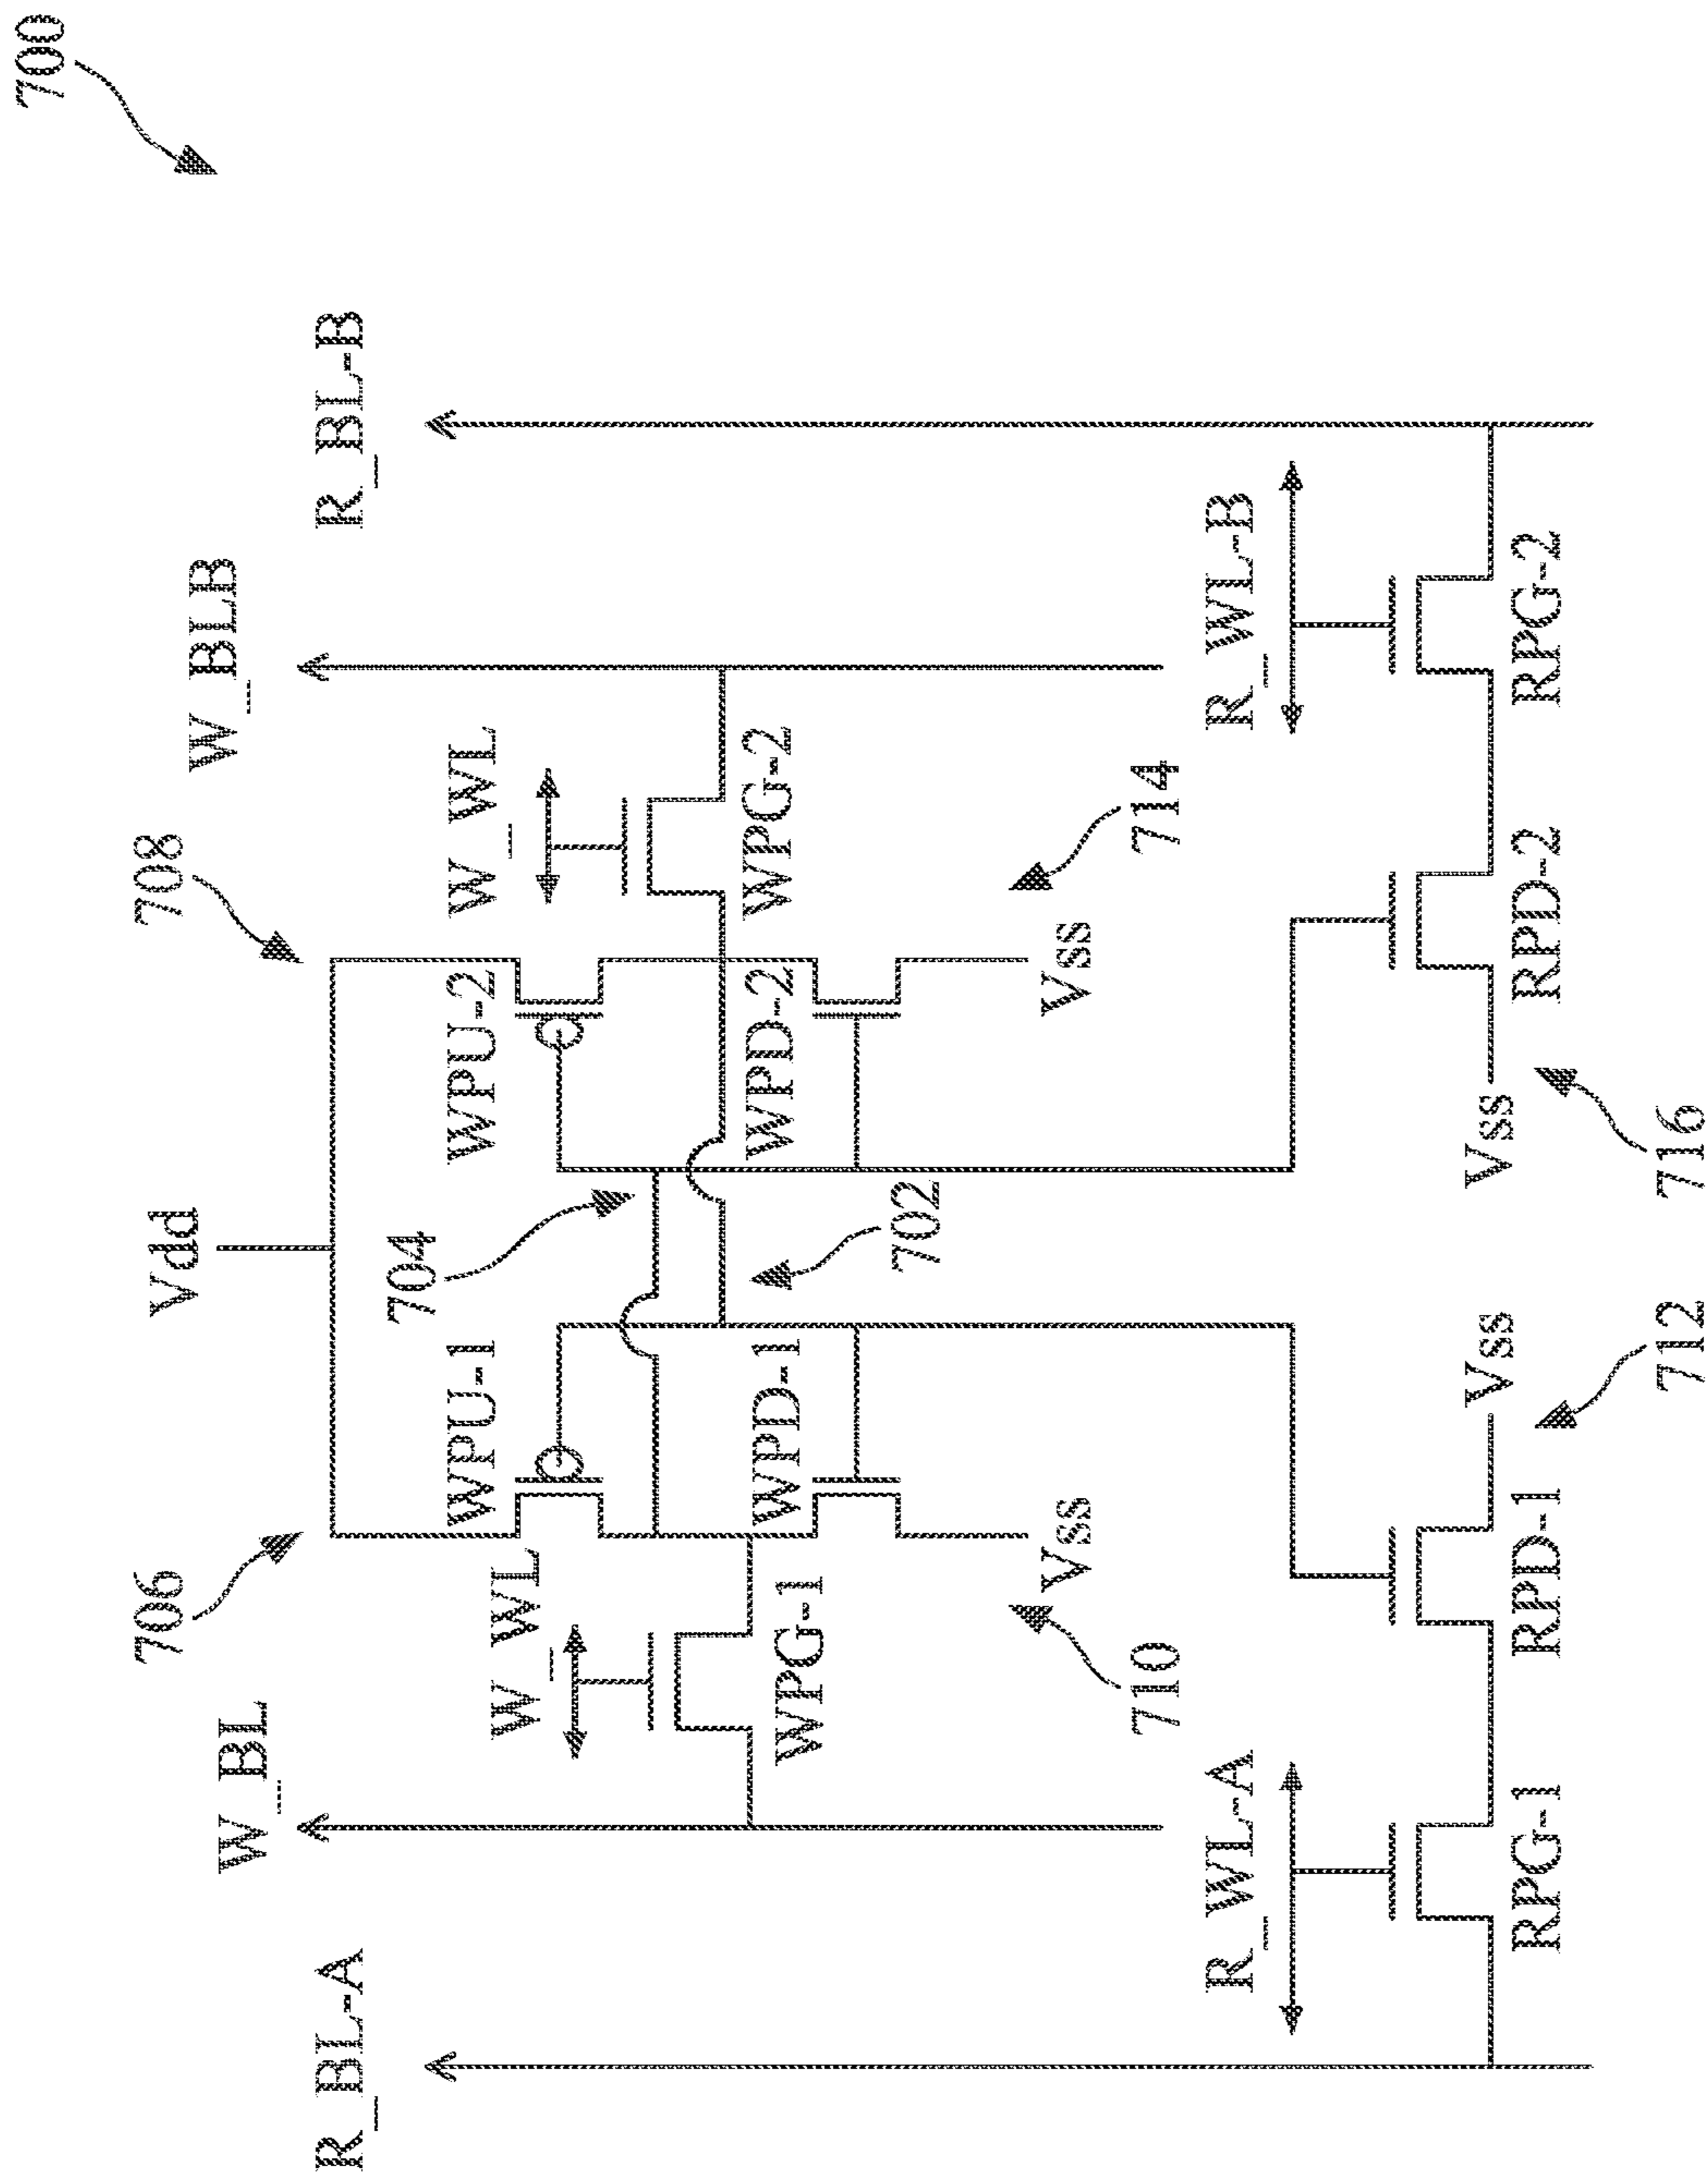 700
Vdd
706
708
W_BL
W_BLB
R_BL-A
R_BL-B
704
WPU-1
WPU-2
W_WL
W_WL
WPD-1
WPD-2
WPG-1
WPG-2
702
Vss
Vss
710
714
R_WL-A
R_WL-B
Vss
Vss
RPG-1
RPD-1
RPD-2
RPG-2
712
716